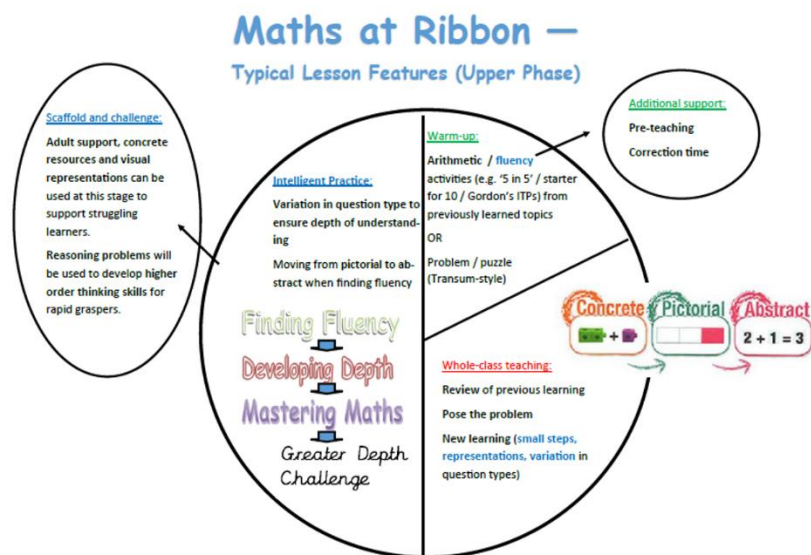 Maths at Ribbon —
Typical Lesson Features (Upper Phase)
Scaffold and challenge:
Adult support, concrete
resources and visual
representations can be
used at this stage to
support struggling
learners.
Reasoning problems will
be used to develop higher
order thinking skills for
rapid graspers.
Intelligent Practice:
Variation in question type to
ensure depth of understand-
ing
Moving from pictorial to ab-
stract when finding fluency
Finding Fluency
Developing Depth
Mastering Maths
Greater Depth
Challenge
Warm-up:
Arithmetic / fluency
activities (e.g. '5 in 5' / starter
for 10 / Gordon's ITPs) from
previously learned topics
OR
Problem / puzzle
(Transum-style)
Additional support:
Pre-teaching
Correction time
Concrete Pictorial Abstract
+
2 + 1 = 3
Whole-class teaching:
Review of previous learning
Pose the problem
New learning (small steps,
representations, variation in
question types)